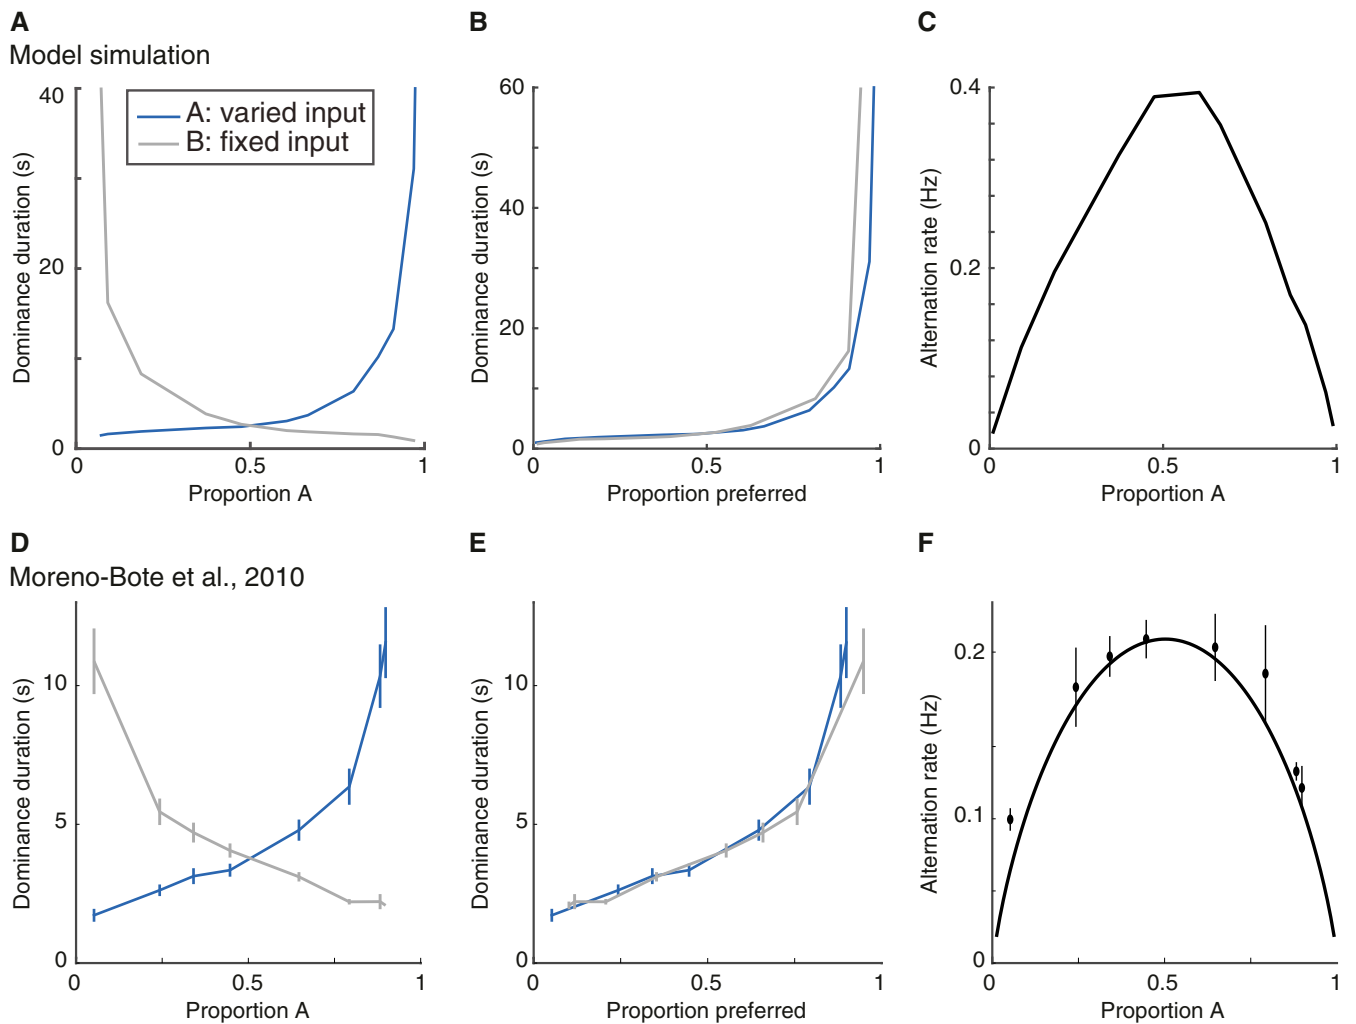 A
Model simulation
40
20
0
0
0.5
1
Dominance duration (s)
Proportion A
A: varied input
B: fixed input
B
60
40
20
0
0
0.5
1
Dominance duration (s)
Proportion preferred
C
0.4
0.2
0
0
0.5
1
Alternation rate (Hz)
Proportion A
D
Moreno-Bote et al., 2010
10
5
0
0
0.5
1
Dominance duration (s)
Proportion A
E
10
5
0
0
0.5
1
Dominance duration (s)
Proportion preferred
F
0.2
0.1
0
0
0.5
1
Alternation rate (Hz)
Proportion A